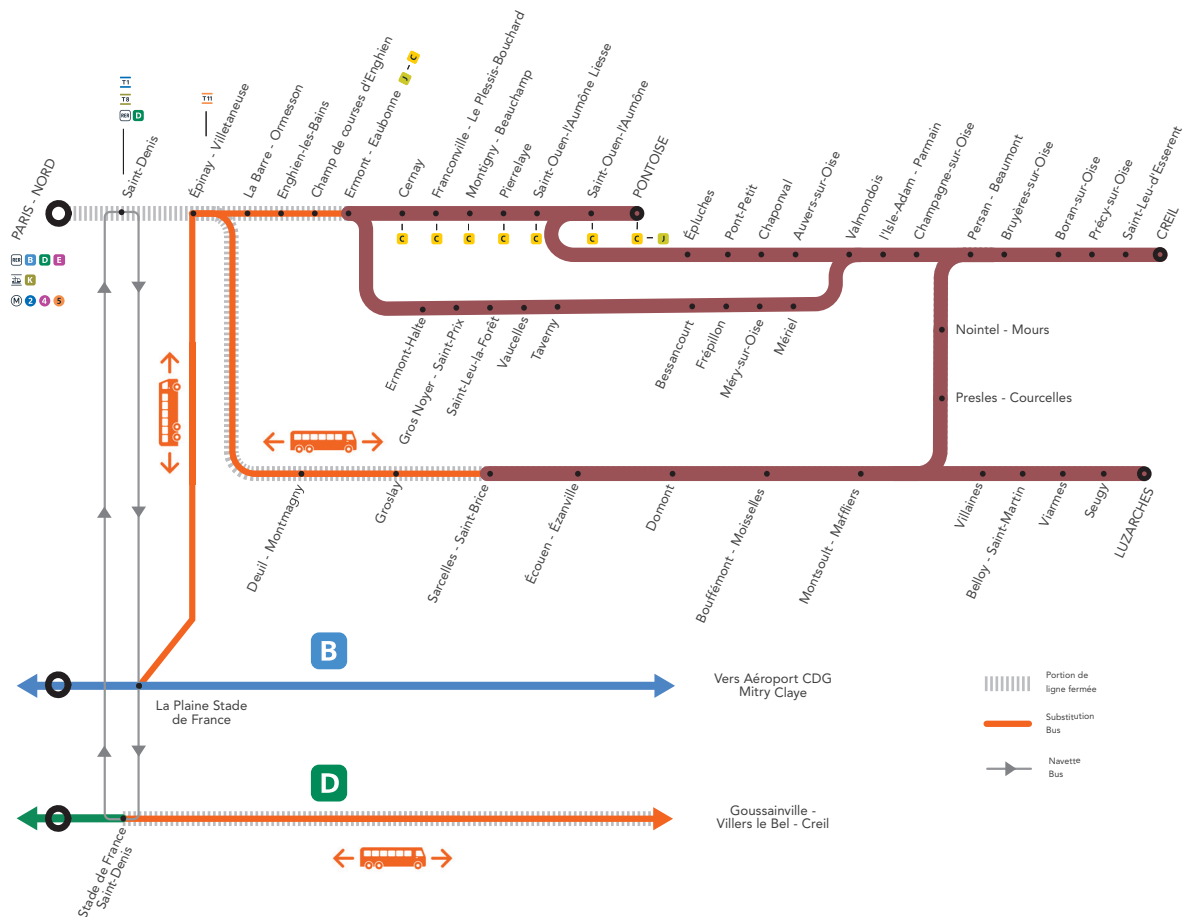 PARIS - NORD
RER B D E
K
M 2 4 5
T1
T8
RER D
Saint-Denis
T11
Épinay - Villetaneuse
La Barre - Ormesson
Enghien-les-Bains
Champ de courses d'Enghien
Ermont - Eaubonne J - C
Cernay
C
Franconville - Le Plessis-Bouchard
C
Montigny - Beauchamp
C
Pierrelaye
C
Saint-Ouen-l'Aumône Liesse
C
Saint-Ouen-l'Aumône
C
PONTOISE
C - J
Épluches
Pont-Petit
Chaponval
Auvers-sur-Oise
Valmondois
l'Isle-Adam - Parmain
Champagne-sur-Oise
Persan - Beaumont
Bruyères-sur-Oise
Boran-sur-Oise
Précy-sur-Oise
Saint-Leu-d'Esserent
CREIL
Ermont-Halte
Gros Noyer - Saint-Prix
Saint-Leu-la-Forêt
Vaucelles
Taverny
Bessancourt
Frépillon
Méry-sur-Oise
Mériel
Nointel - Mours
Presles - Courcelles
Deuil - Montmagny
Groslay
Sarcelles - Saint-Brice
Écouen - Ézanville
Domont
Bouffémont - Moisselles
Montsoult - Maffliers
Villaines
Belloy - Saint-Martin
Viarmes
Seugy
LUZARCHES
B
La Plaine Stade
de France
Vers Aéroport CDG
Mitry Claye
D
Stade de France
Saint-Denis
Goussainville -
Villers le Bel - Creil
Portion de
ligne fermée
Substitution
Bus
Navette
Bus